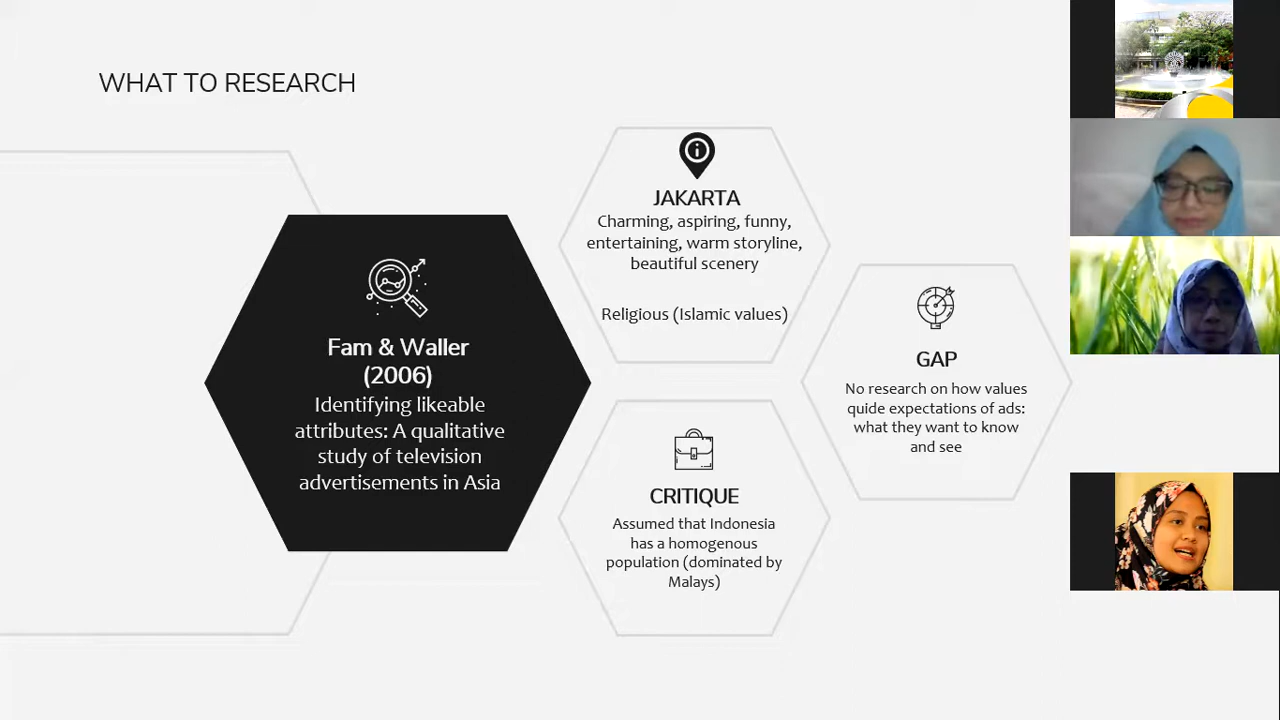 WHAT TO RESEARCH
Fam & Waller
(2006)
Identifying likeable
attributes: A qualitative
study of television
advertisements in Asia
JAKARTA
Charming, aspiring, funny,
entertaining, warm storyline,
beautiful scenery
Religious (Islamic values)
CRITIQUE
Assumed that Indonesia
has a homogenous
population (dominated by
Malays)
GAP
No research on how values
quide expectations of ads:
what they want to know
and see